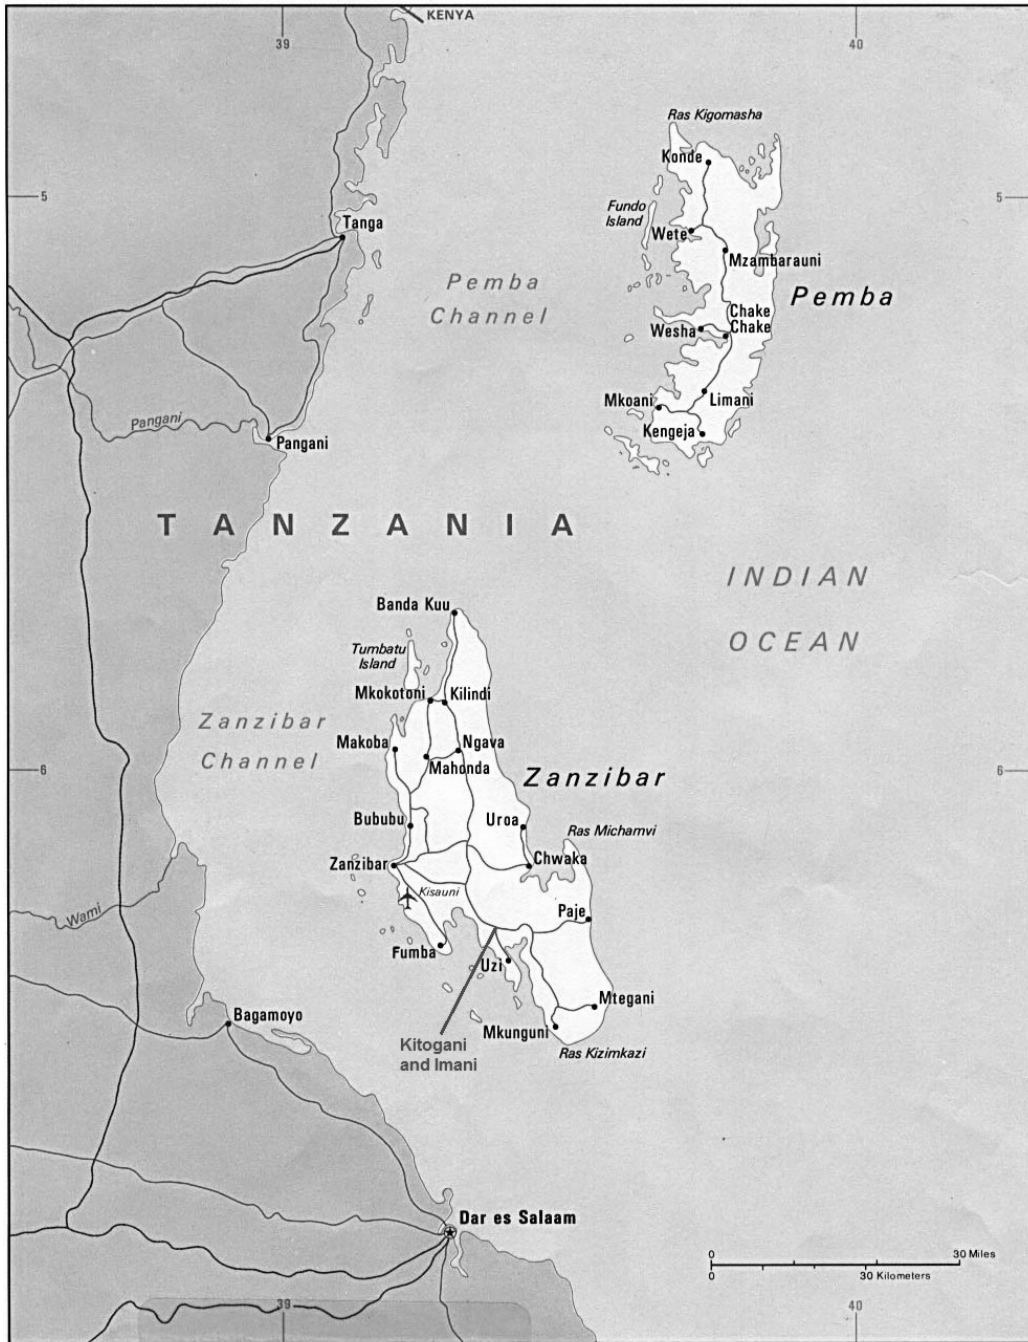 KENYA
39
40
Ras Kigomasha
Konde
5
5
Fundo
Island
Tanga
Wete
Mzambarauni
Pemba
Channel
Pemba
Chake
Chake
Wesha
Mkoani
Limani
Pangani
Kengeja
Pangani
TANZANIA
INDIAN
OCEAN
Banda Kuu
Tumbatu
Island
Mkokotoni
Kilindi
Zanzibar
Channel
Makoba
Ngava
Mahonda
Zanzibar
6
6
Bububu
Uroa
Ras Michamvi
Zanzibar
Chwaka
Kisauni
Wami
Paje
Fumba
Uzi
Mtegani
Bagamoyo
Mkunguni
Kitogani
and Imani
Ras Kizimkazi
Dar es Salaam
0
30 Miles
0
30 Kilometers
39
40